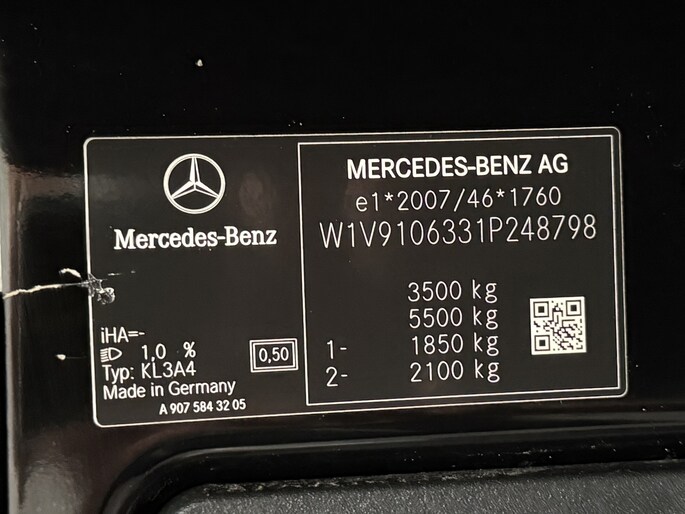 Mercedes-Benz
iHA=-
1,0 %
Typ: KL3A4
Made in Germany
A 907 584 32 05
0,50
MERCEDES-BENZ AG
e1*2007/46*1760
W1V9106331P248798
3500 kg
5500 kg
1- 1850 kg
2- 2100 kg